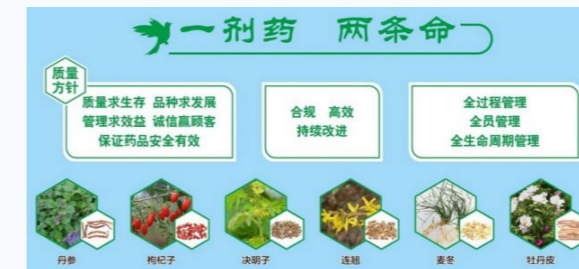 一剂药 两条命
质量
方针
质量求生存 品种求发展
管理求效益 诚信赢顾客
保证药品安全有效
合规 高效
持续改进
全过程管理
全员管理
全生命周期管理
丹参 枸杞子 决明子 连翘 麦冬 牡丹皮